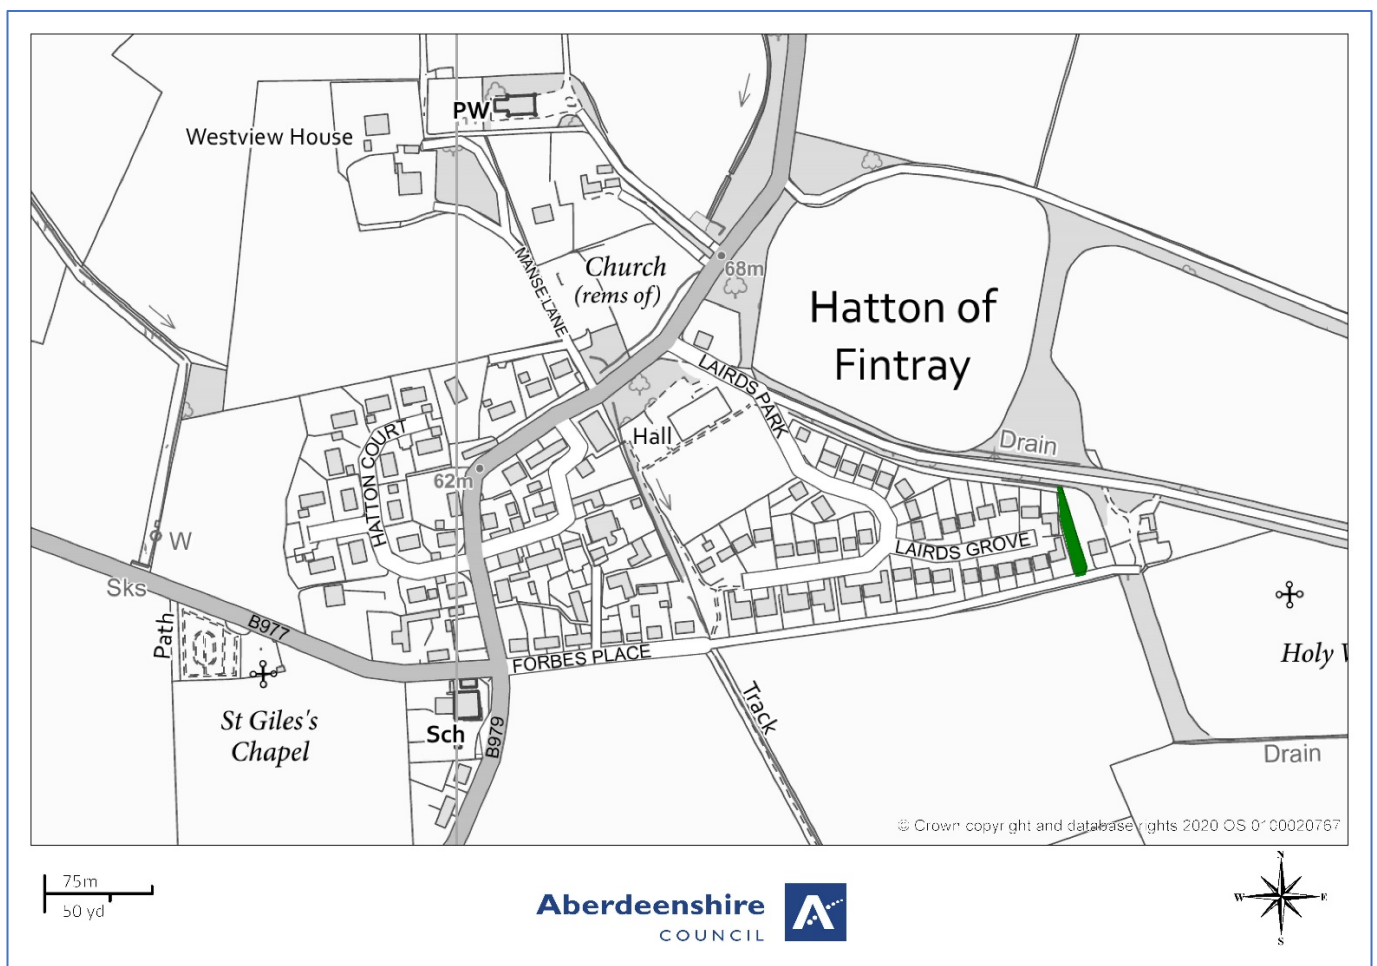 PW
Westview House
MANSE LANE
Church
(rems of)
68m
Hatton of
Fintray
LAIRDS PARK
Hall
Drain
HATTON COURT
62m
W
LAIRDS GROVE
Sks
Path
B977
FORBES PLACE
Holy
St Giles's
Chapel
Sch
B979
Track
Drain
© Crown copyright and database rights 2020 OS 0100020767
75m
50 yd
Aberdeenshire
COUNCIL
N
W
E
S